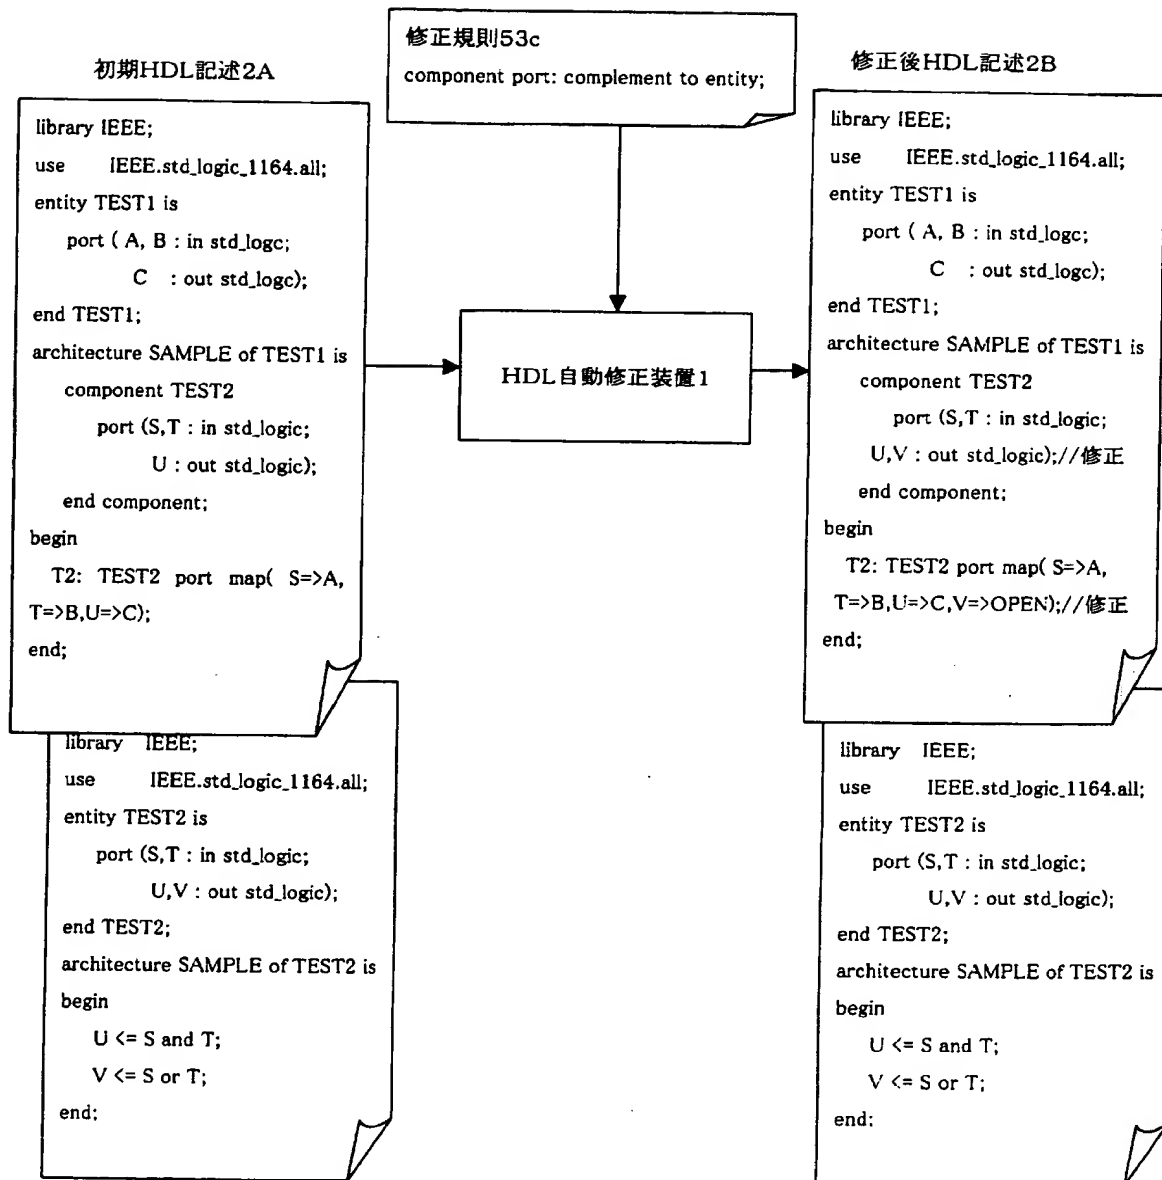 初期HDL記述2A
library IEEE;
use IEEE.std_logic_1164.all;
entity TEST1 is
port ( A, B : in std_logc;
C : out std_logc);
end TEST1;
architecture SAMPLE of TEST1 is
component TEST2
port (S,T : in std_logic;
U : out std_logic);
end component;
begin
T2: TEST2 port map( S=>A,
T=>B,U=>C);
end;
library IEEE;
use IEEE.std_logic_1164.all;
entity TEST2 is
port (S,T : in std_logic;
U,V : out std_logic);
end TEST2;
architecture SAMPLE of TEST2 is
begin
U <= S and T;
V <= S or T;
end;
修正規則53c
component port: complement to entity;
HDL自動修正装置1
修正後HDL記述2B
library IEEE;
use IEEE.std_logic_1164.all;
entity TEST1 is
port ( A, B : in std_logc;
C : out std_logc);
end TEST1;
architecture SAMPLE of TEST1 is
component TEST2
port (S,T : in std_logic;
U,V : out std_logic);//修正
end component;
begin
T2: TEST2 port map( S=>A,
T=>B,U=>C,V=>OPEN);//修正
end;
library IEEE;
use IEEE.std_logic_1164.all;
entity TEST2 is
port (S,T : in std_logic;
U,V : out std_logic);
end TEST2;
architecture SAMPLE of TEST2 is
begin
U <= S and T;
V <= S or T;
end;